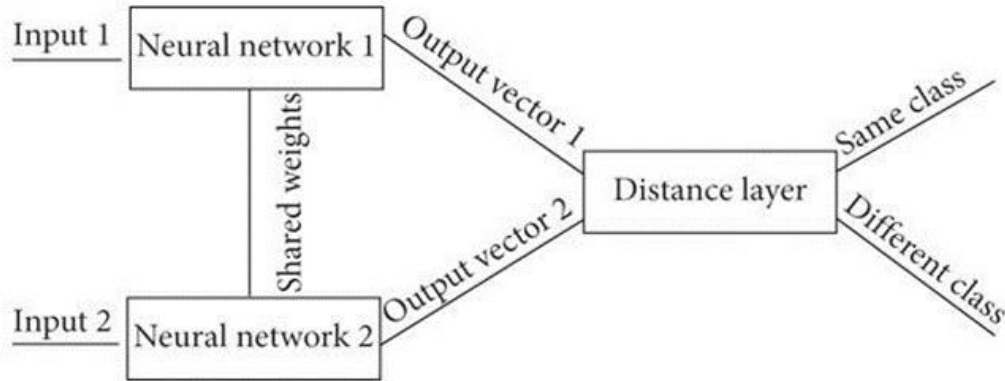 Input 1
Neural network 1
Output vector 1
Shared weights
Distance layer
Same class
Different class
Input 2
Neural network 2
Output vector 2